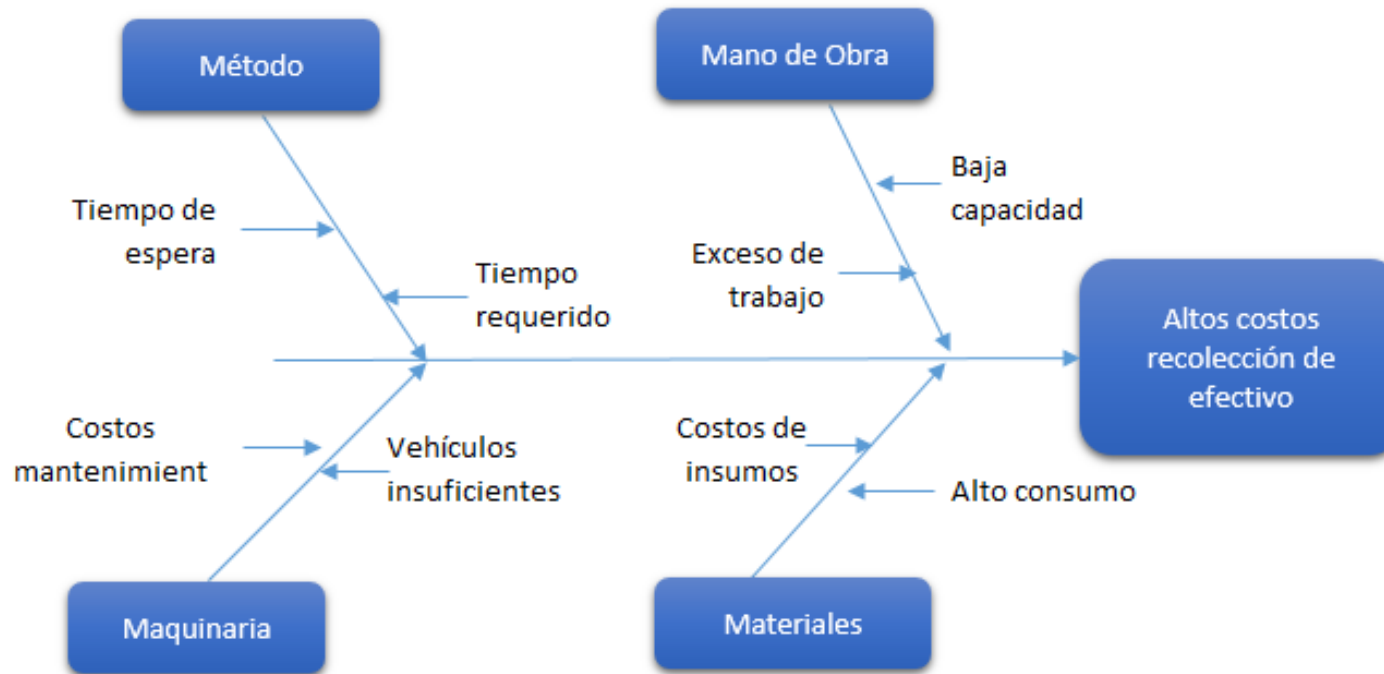 Método
Mano de Obra
Baja
capacidad
Tiempo de
espera
Exceso de
trabajo
Tiempo
requerido
Altos costos
recolección de
efectivo
Costos
mantenimient
Vehículos
insuficientes
Costos de
insumos
Alto consumo
Maquinaria
Materiales